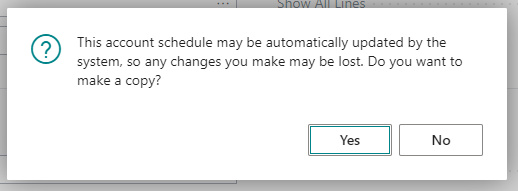 Show All Lines
This account schedule may be automatically updated by the
system, so any changes you make may be lost. Do you want to
make a copy?
Yes
No